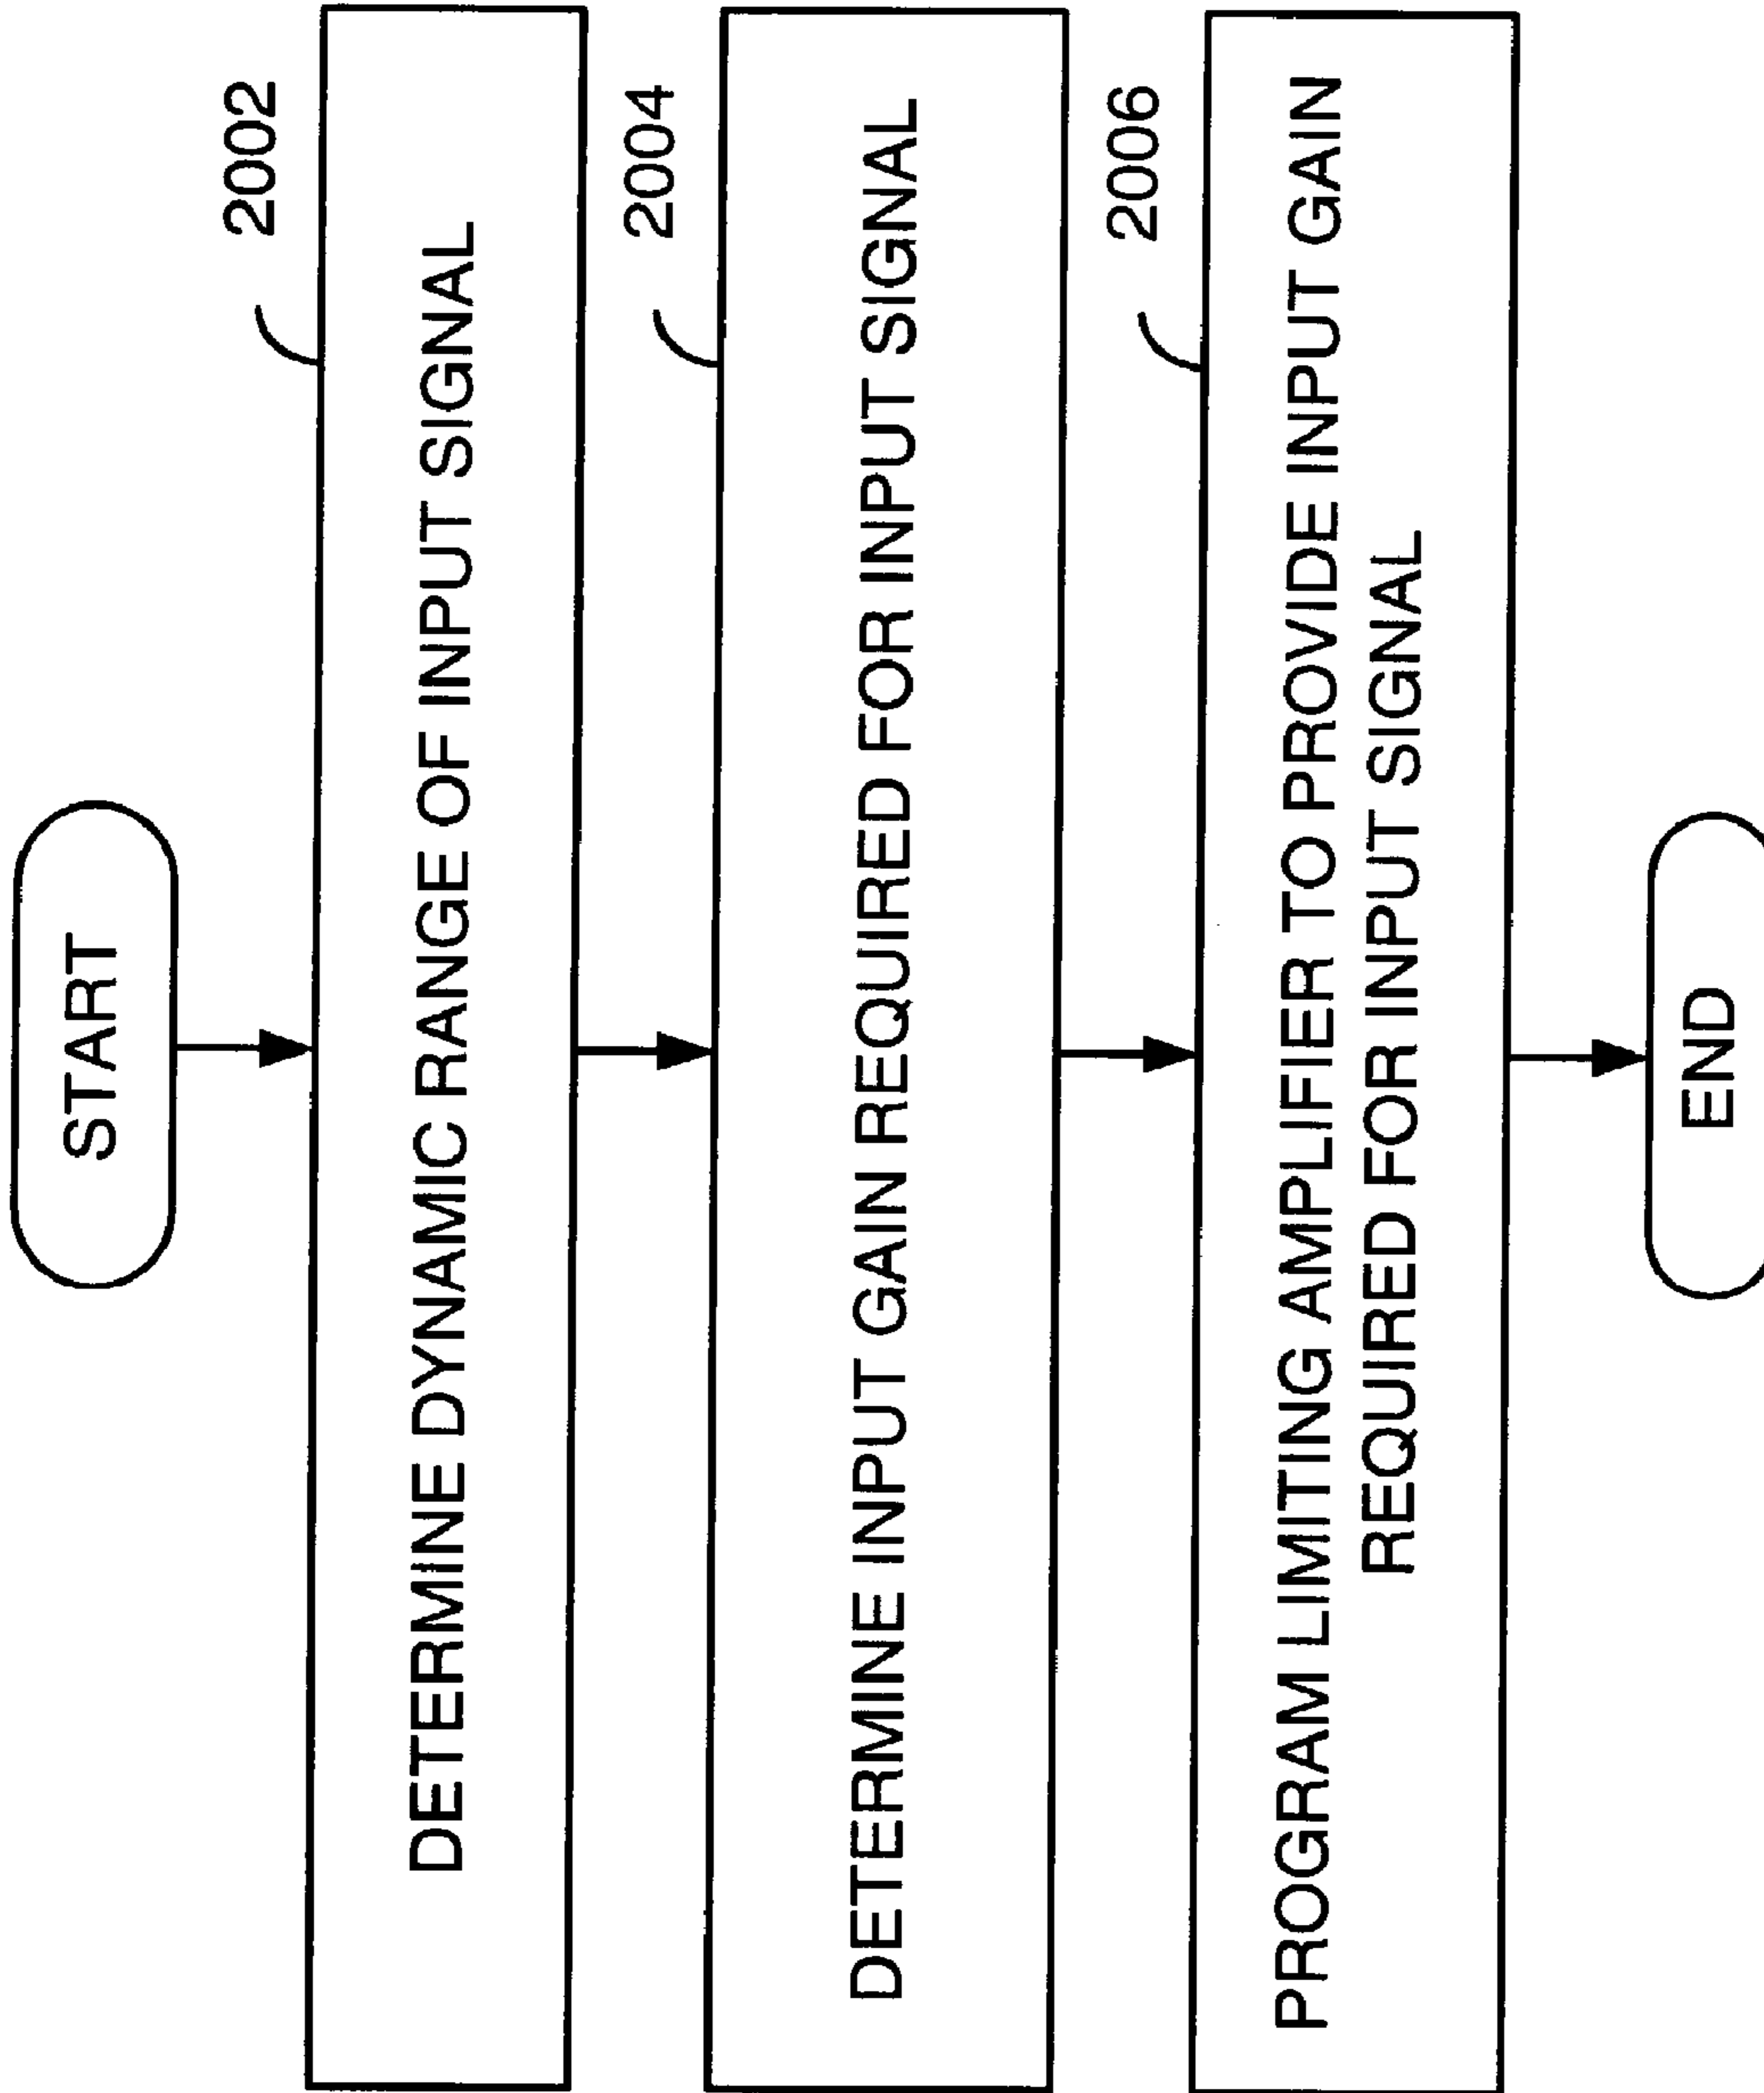 START
2002
DETERMINE DYNAMIC RANGE OF INPUT SIGNAL
2004
DETERMINE INPUT GAIN REQUIRED FOR INPUT SIGNAL
2006
PROGRAM LIMITING AMPLIFIER TO PROVIDE INPUT GAIN
REQUIRED FOR INPUT SIGNAL
END